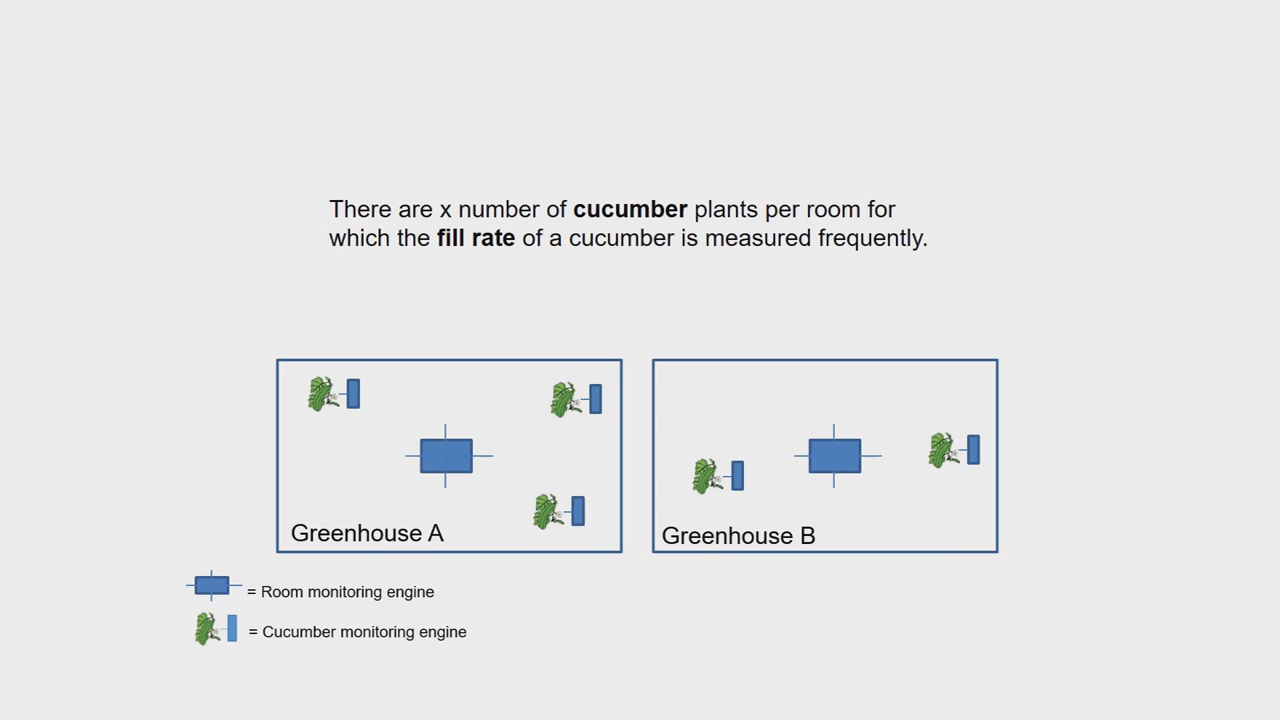 There are x number of cucumber plants per room for
which the fill rate of a cucumber is measured frequently.
Greenhouse A
Greenhouse B
= Room monitoring engine
= Cucumber monitoring engine